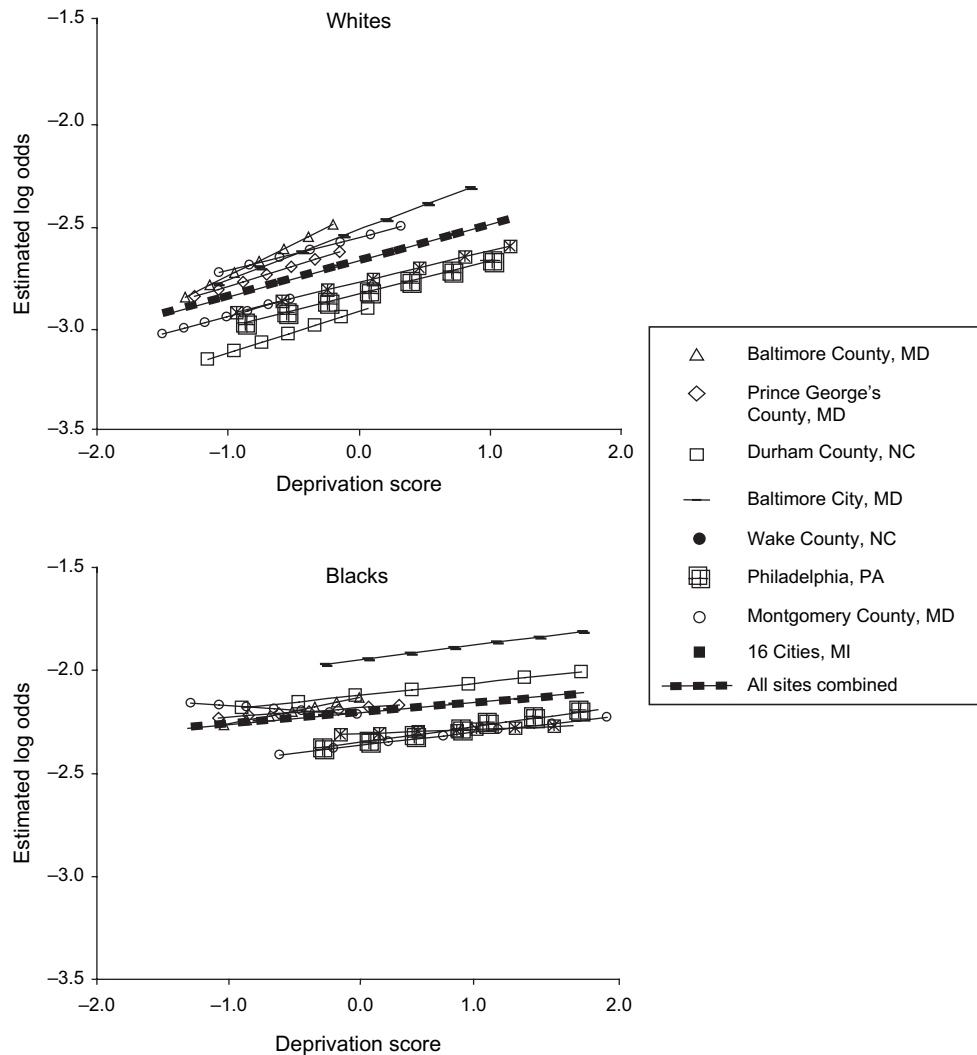 Whites
Estimated log odds
−1.5
−2.0
−2.5
−3.0
−3.5
−2.0
−1.0
0.0
1.0
2.0
Deprivation score
Blacks
Estimated log odds
−1.5
−2.0
−2.5
−3.0
−3.5
−2.0
−1.0
0.0
1.0
2.0
Deprivation score
Baltimore County, MD
Prince George's
County, MD
Durham County, NC
Baltimore City, MD
Wake County, NC
Philadelphia, PA
Montgomery County, MD
16 Cities, MI
All sites combined